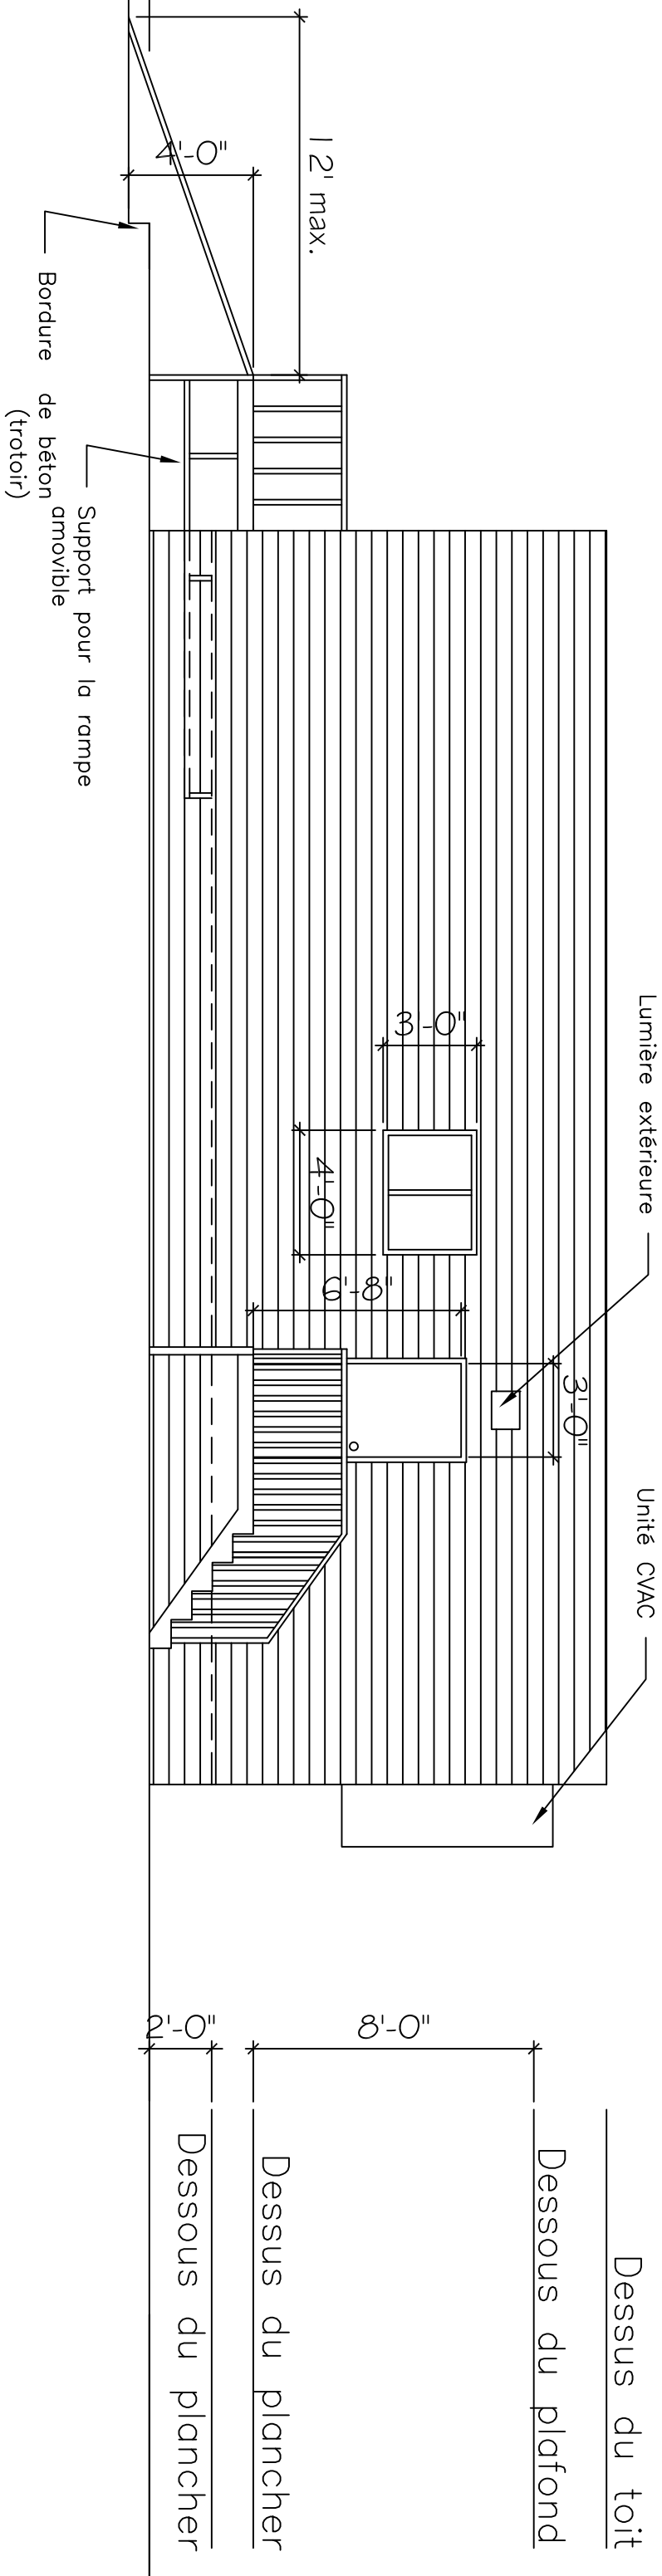 Dessus du toit
Dessous du plafond
Dessus du plancher
Dessous du plancher
8'-0"
2'-0"
Lumière extérieure
Unité CVAC
3'-0"
3'-0"
4'-0"
6'-8"
12' max.
4'-0"
Bordure de béton
(trotoir)
Support pour la rampe
amovible